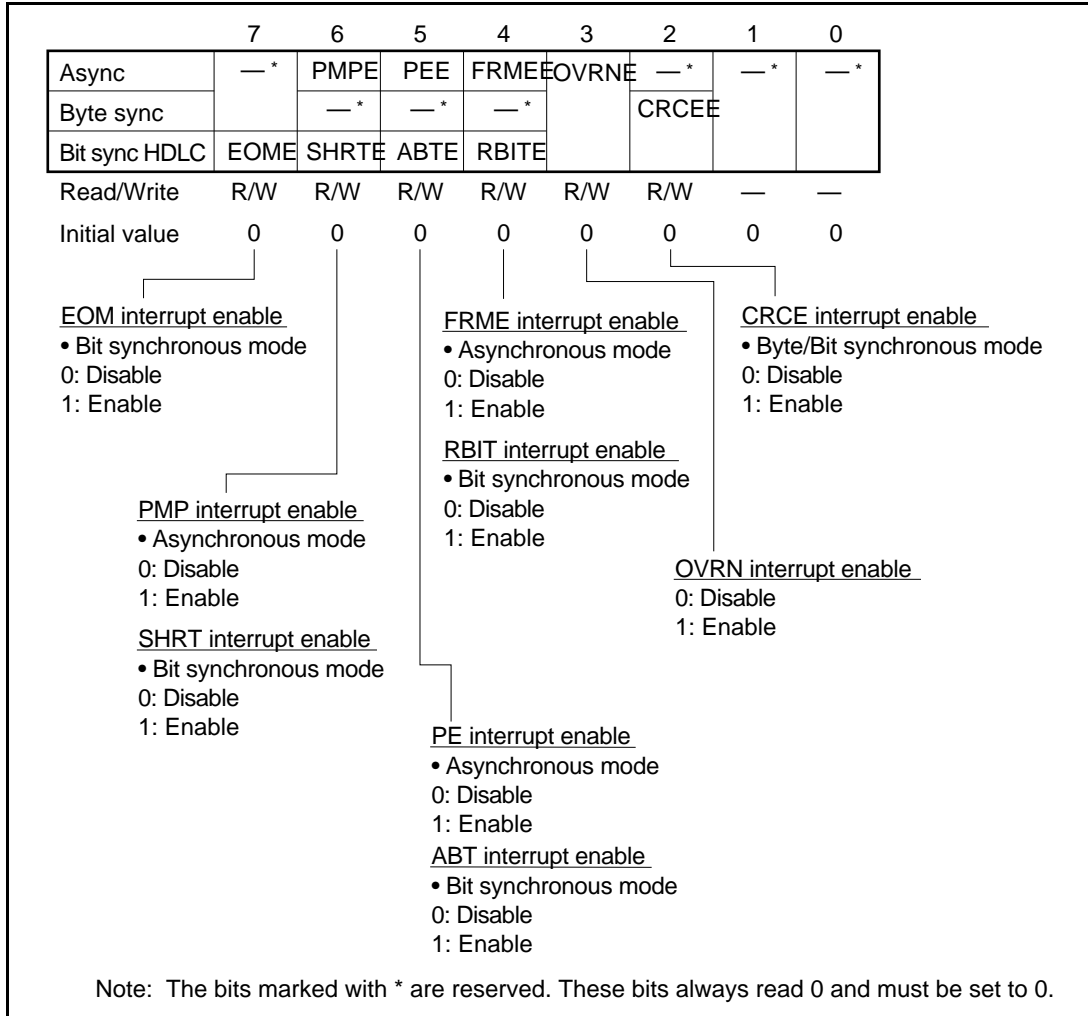 7 6 5 4 3 2 1 0
Async —* PMPE PEE FRMEE OVRNE —* —* —*
Byte sync —* —* —* CRCEE
Bit sync HDLC EOME SHRTE ABTE RBITE
Read/Write R/W R/W R/W R/W R/W R/W — —
Initial value 0 0 0 0 0 0 0 0
EOM interrupt enable
• Bit synchronous mode
0: Disable
1: Enable
PMP interrupt enable
• Asynchronous mode
0: Disable
1: Enable
SHRT interrupt enable
• Bit synchronous mode
0: Disable
1: Enable
FRME interrupt enable
• Asynchronous mode
0: Disable
1: Enable
RBIT interrupt enable
• Bit synchronous mode
0: Disable
1: Enable
PE interrupt enable
• Asynchronous mode
0: Disable
1: Enable
ABT interrupt enable
• Bit synchronous mode
0: Disable
1: Enable
CRCE interrupt enable
• Byte/Bit synchronous mode
0: Disable
1: Enable
OVRN interrupt enable
0: Disable
1: Enable
Note: The bits marked with * are reserved. These bits always read 0 and must be set to 0.